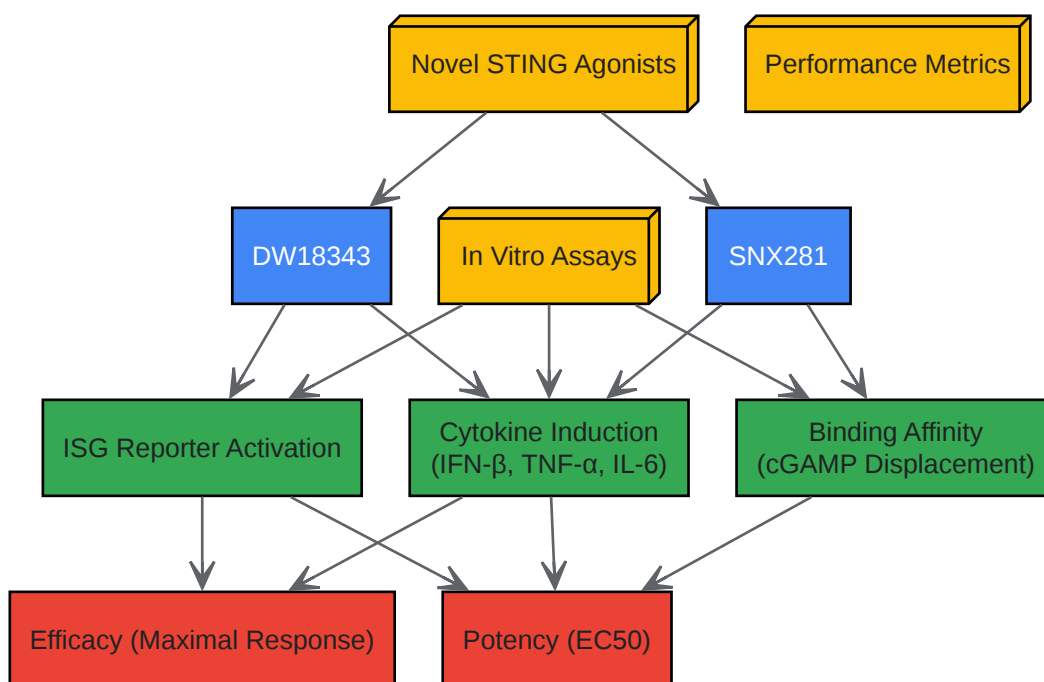 Novel STING Agonists
Performance Metrics
DW18343
In Vitro Assays
SNX281
ISG Reporter Activation
Cytokine Induction
(IFN-β, TNF-α, IL-6)
Binding Affinity
(cGAMP Displacement)
Efficacy (Maximal Response)
Potency (EC50)